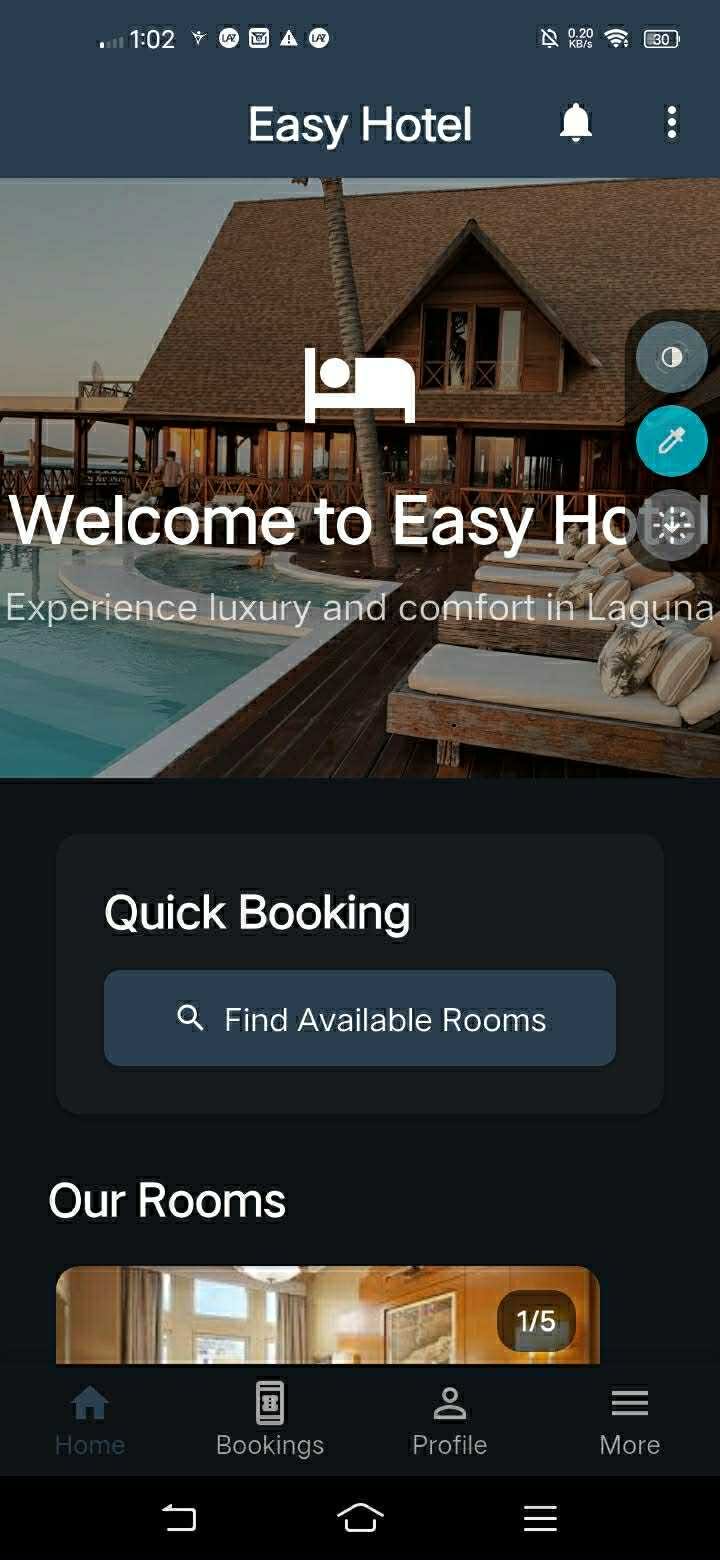 1:02
0.20
KB/s
30
Easy Hotel
Welcome to Easy Hotel
Experience luxury and comfort in Laguna
Quick Booking
Find Available Rooms
Our Rooms
1/5
Home
Bookings
Profile
More